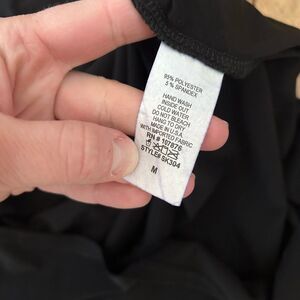 95% POLYESTER
5% SPANDEX
HAND WASH
INSIDE OUT
COLD WATER
DO NOT BLEACH
HANG TO DRY
MADE IN U.S.A
WITH IMPORTED FABRIC
RN# 107876
STYLE# SK304
M